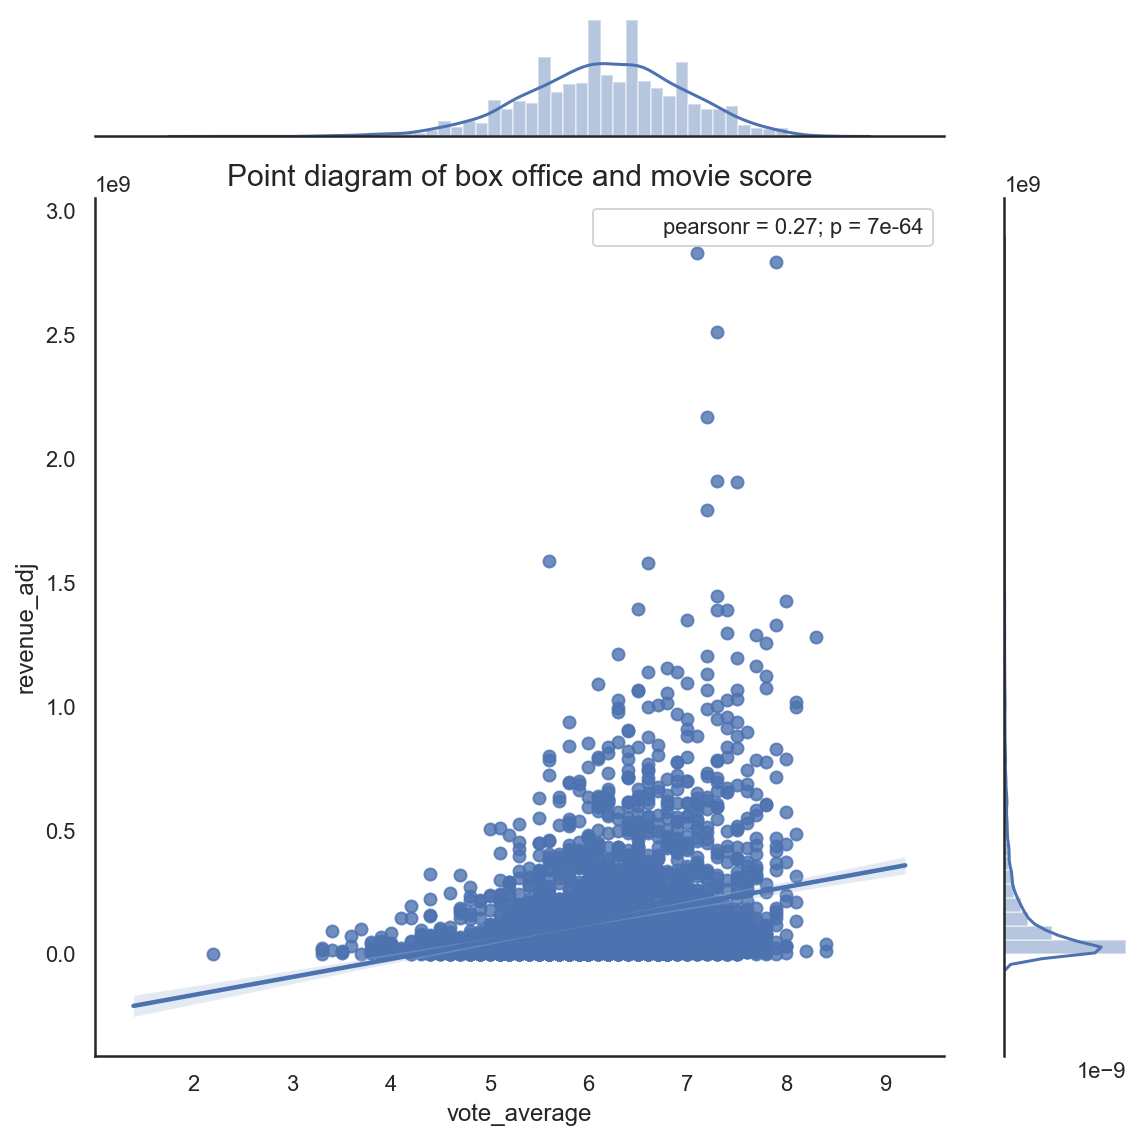 Point diagram of box office and movie score
1e9
1e9
pearsonr = 0.27; p = 7e-64
3.0
2.5
2.0
1.5
1.0
0.5
0.0
revenue_adj
2 3 4 5 6 7 8 9
vote_average
1e−9